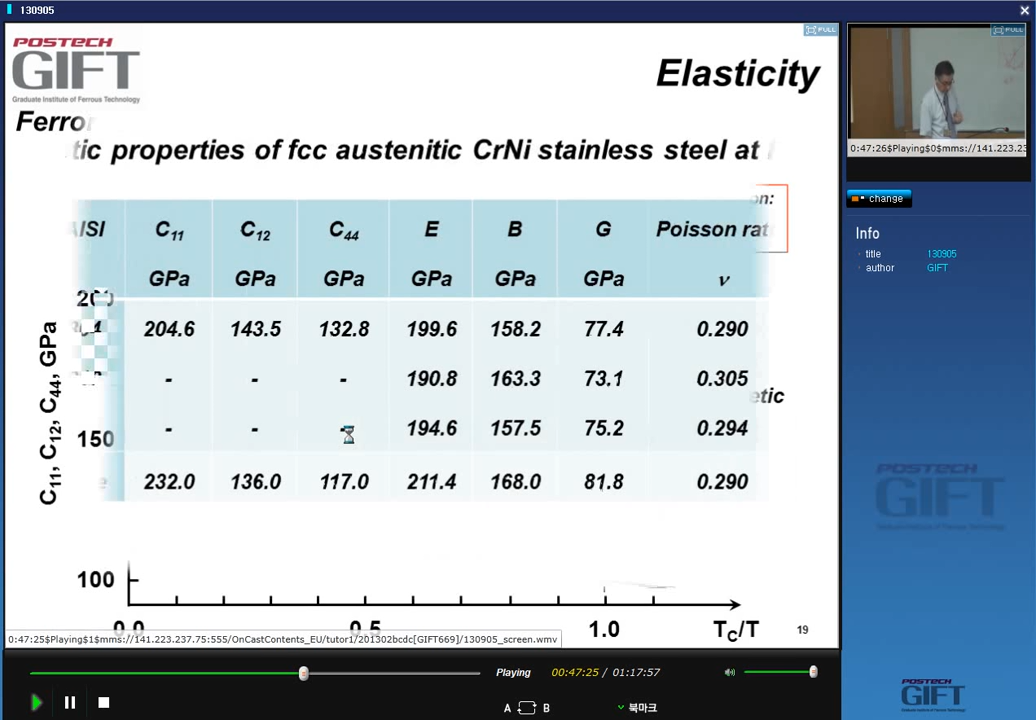 130905
POSTECH
GIFT
Graduate Institute of Ferrous Technology
Elasticity
FULL
tic properties of fcc austenitic CrNi stainless steel at
on:
C11 C12 C44 E B G Poisson
GPa GPa GPa GPa GPa GPa ν
200
204.6 143.5 132.8 199.6 158.2 77.4 0.290
- - - 190.8 163.3 73.1 0.305
etic
- - - 194.6 157.5 75.2 0.294
150
232.0 136.0 117.0 211.4 168.0 81.8 0.290
C11, C12, C44, GPa
100
0.5 1.0 TC/T 19
0:47:25$Playing$1$mms://141.223.237.75:555/OnCastContents_EU/tutor1/201302bcdc[GIFT669]/130905_screen.wmv
Playing 00:47:25 / 01:17:57
A B 북마크
FULL
0:47:26$Playing$0$mms://141.223.23
change
Info
title 130905
author GIFT
POSTECH
GIFT
POSTECH
GIFT